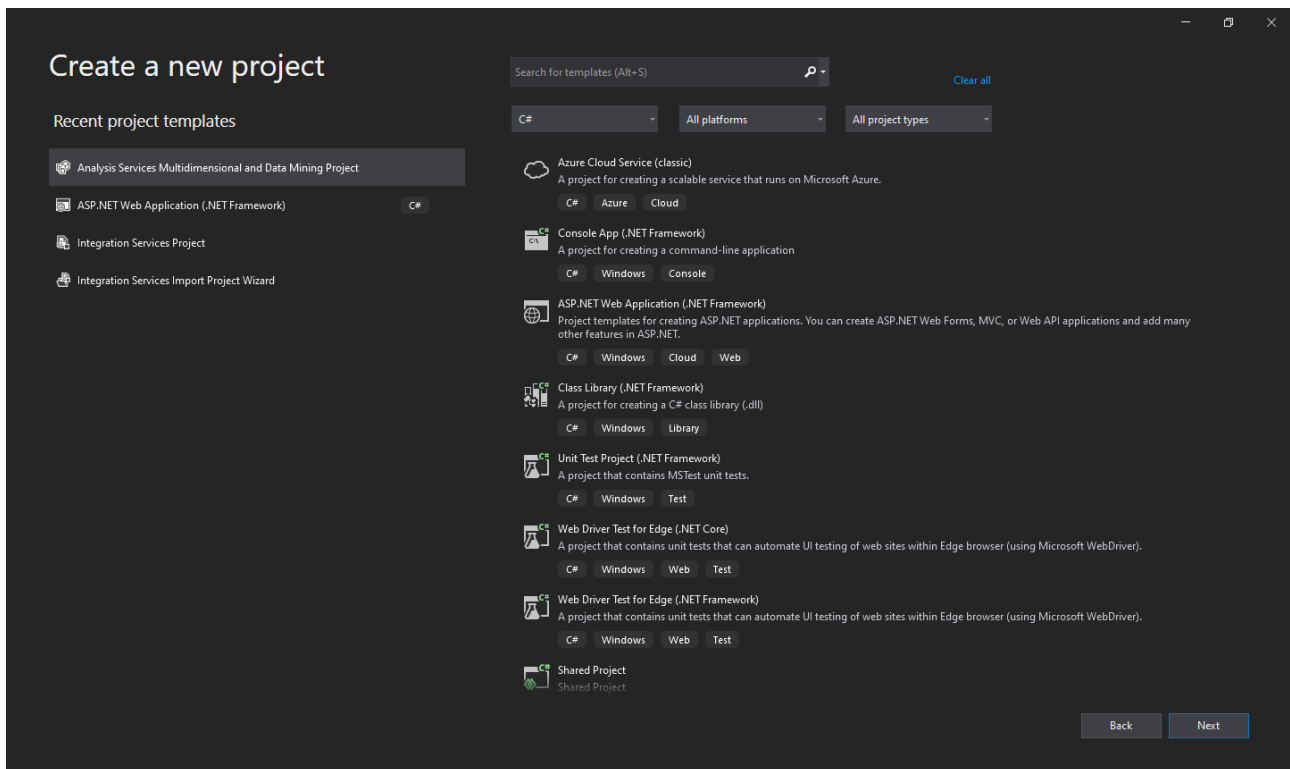 Create a new project
Recent project templates
Analysis Services Multidimensional and Data Mining Project
ASP.NET Web Application (.NET Framework) C#
Integration Services Project
Integration Services Import Project Wizard
Search for templates (Alt+S)
Clear all
C# All platforms All project types
Azure Cloud Service (classic)
A project for creating a scalable service that runs on Microsoft Azure.
C# Azure Cloud
Console App (.NET Framework)
A project for creating a command-line application
C# Windows Console
ASP.NET Web Application (.NET Framework)
Project templates for creating ASP.NET applications. You can create ASP.NET Web Forms, MVC, or Web API applications and add many
other features in ASP.NET.
C# Windows Cloud Web
Class Library (.NET Framework)
A project for creating a C# class library (.dll)
C# Windows Library
Unit Test Project (.NET Framework)
A project that contains MSTest unit tests.
C# Windows Test
Web Driver Test for Edge (.NET Core)
A project that contains unit tests that can automate UI testing of web sites within Edge browser (using Microsoft WebDriver).
C# Windows Web Test
Web Driver Test for Edge (.NET Framework)
A project that contains unit tests that can automate UI testing of web sites within Edge browser (using Microsoft WebDriver).
C# Windows Web Test
Shared Project
Shared Project
Back Next